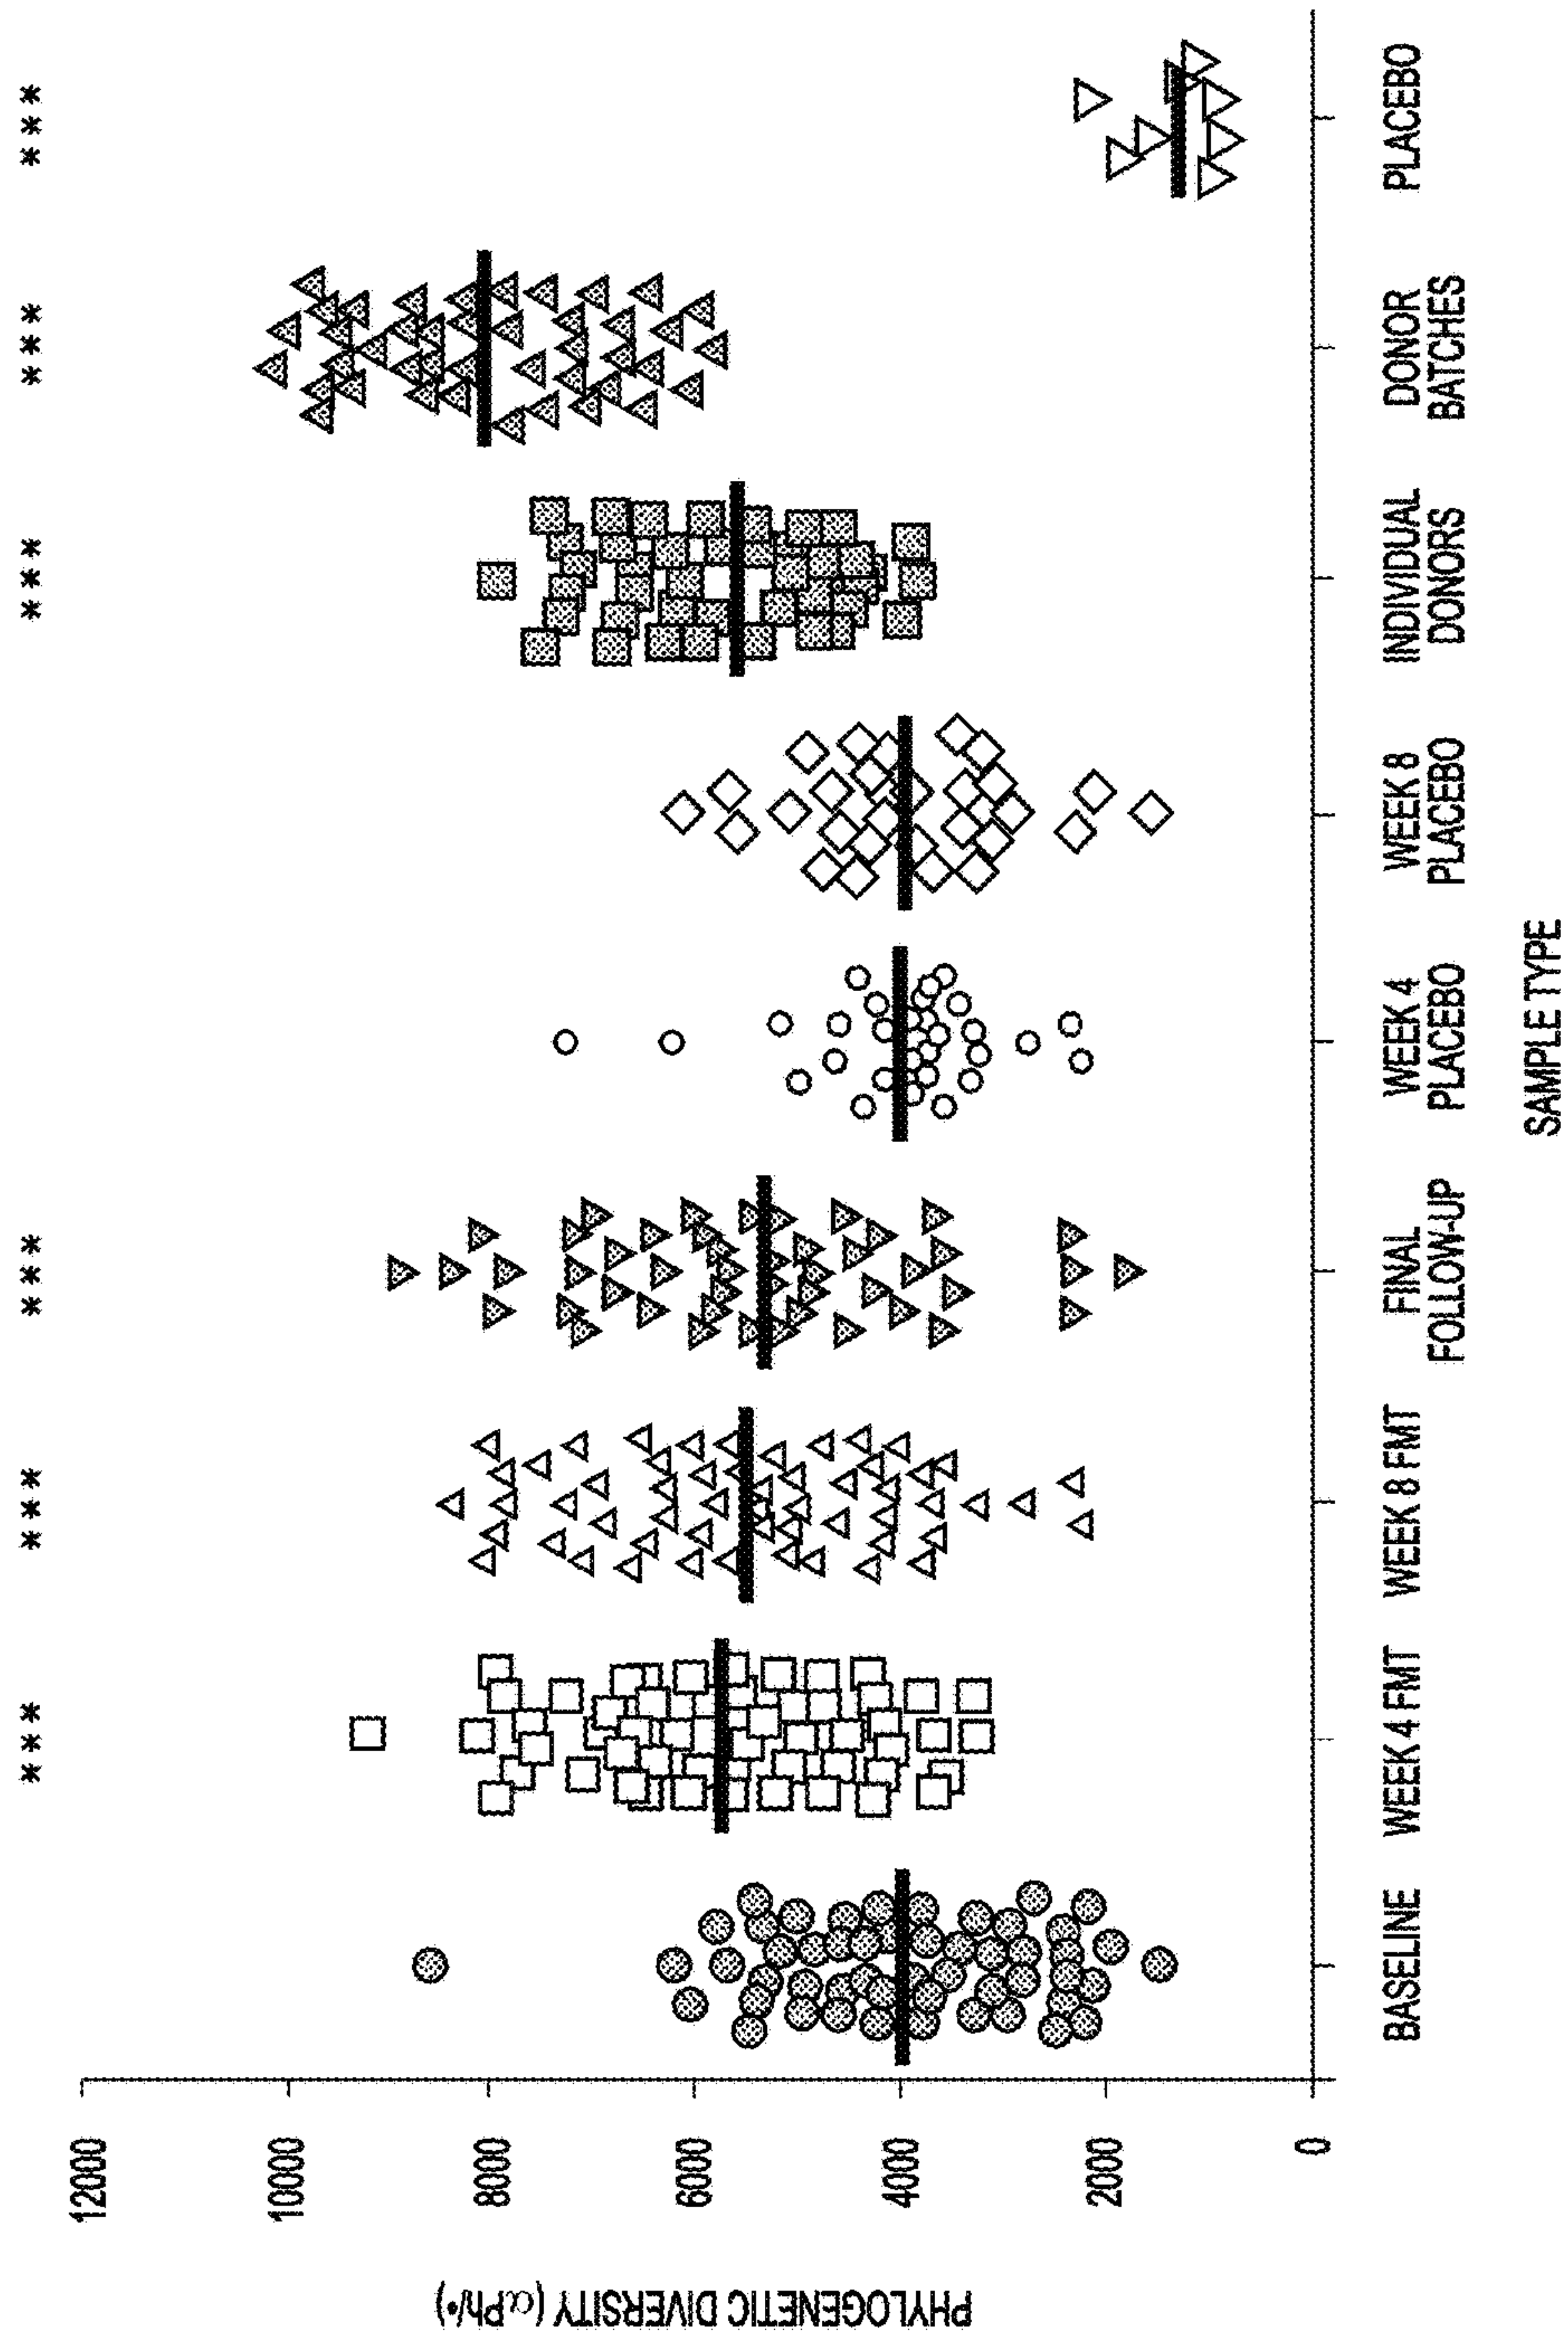 *** *** *** *** *** ***
12000
10000
8000
6000
4000
2000
0
PHYLOGENETIC DIVERSITY (αPh/•)
BASELINE
WEEK 4 FMT
WEEK 8 FMT
FINAL
FOLLOW-UP
WEEK 4
PLACEBO
WEEK 8
PLACEBO
INDIVIDUAL
DONORS
DONOR
BATCHES
PLACEBO
SAMPLE TYPE